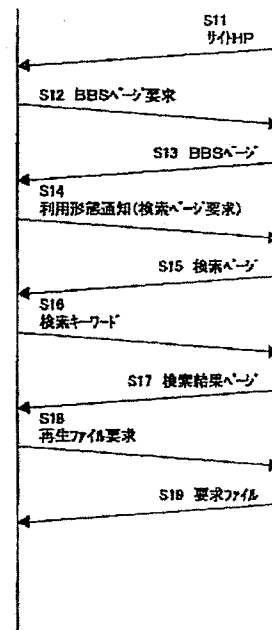 S11
サイトHP
S12 BBSページ要求
S13 BBSページ
S14
利用形態通知(検索ページ要求)
S15 検索ページ
S16
検索キーワード
S17 検索結果ページ
S18
再生ファイル要求
S19 要求ファイル